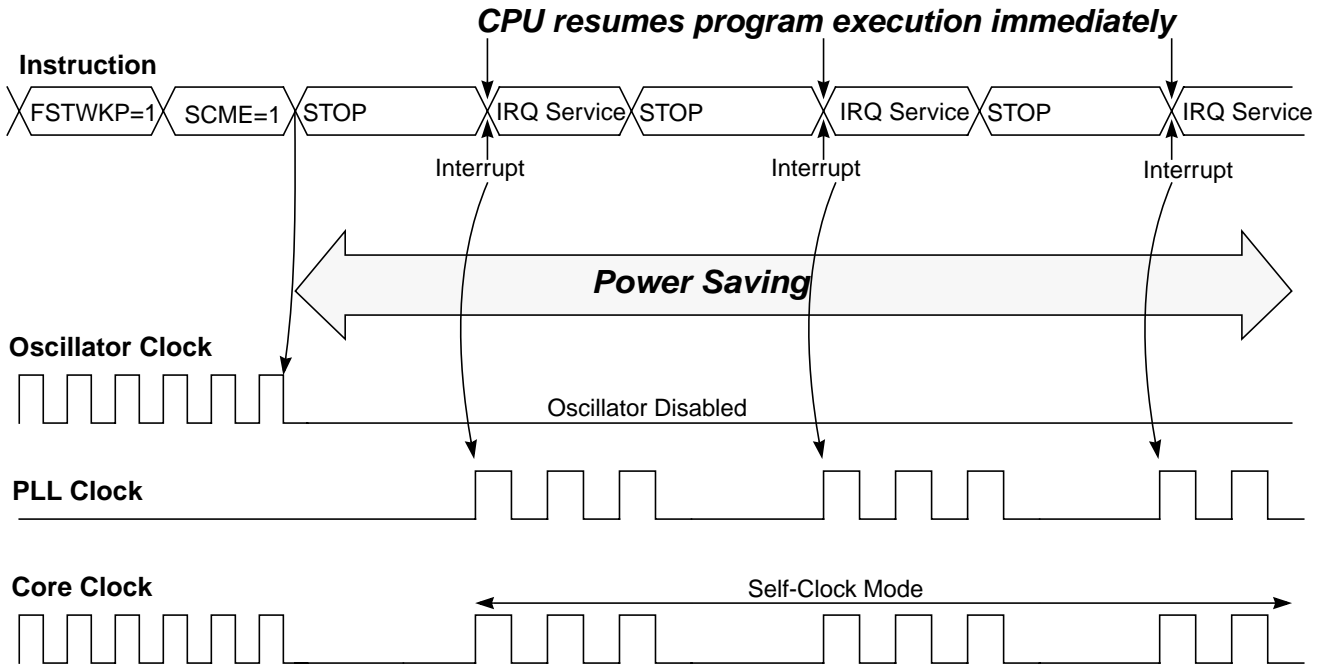 CPU resumes program execution immediately
Instruction
FSTWKP=1 SCME=1 STOP IRQ Service STOP IRQ Service STOP IRQ Service
Interrupt Interrupt Interrupt
Power Saving
Oscillator Clock
Oscillator Disabled
PLL Clock
Core Clock
Self-Clock Mode